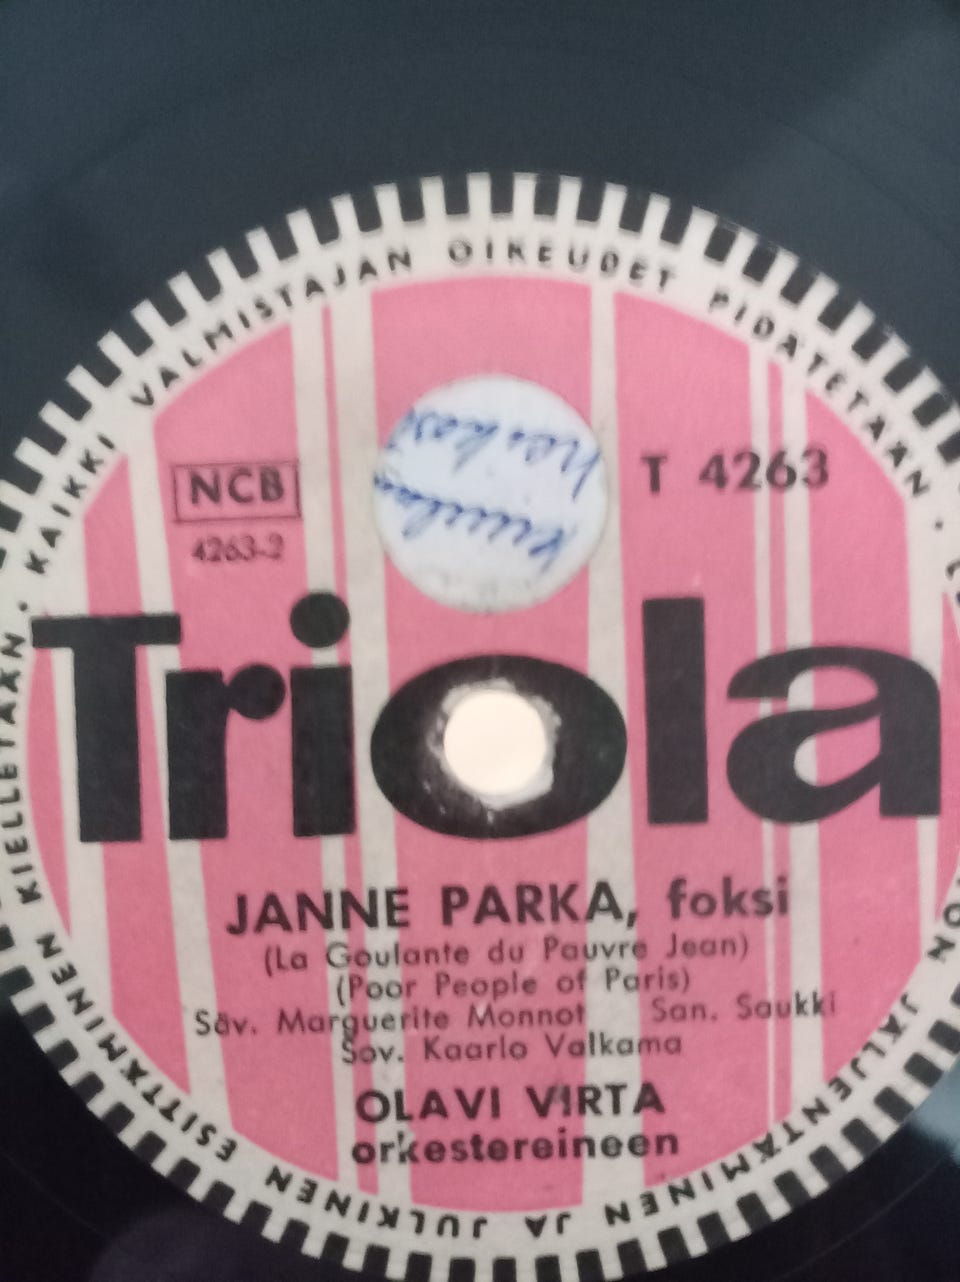 KAIKKI VALMISTAJAN OIKEUDET PIDÄTETÄÄN.
JÄLJENTÄMINEN JA JULKINEN ESITTÄMINEN KIELLETÄÄN.
NCB
4263-2
T 4263
Triola
JANNE PARKA, foksi
(La Goulante du Pauvre Jean)
(Poor People of Paris)
Säv. Marguerite Monnot San. Saukki
Sov. Kaarlo Valkama
OLAVI VIRTA
orkestereineen